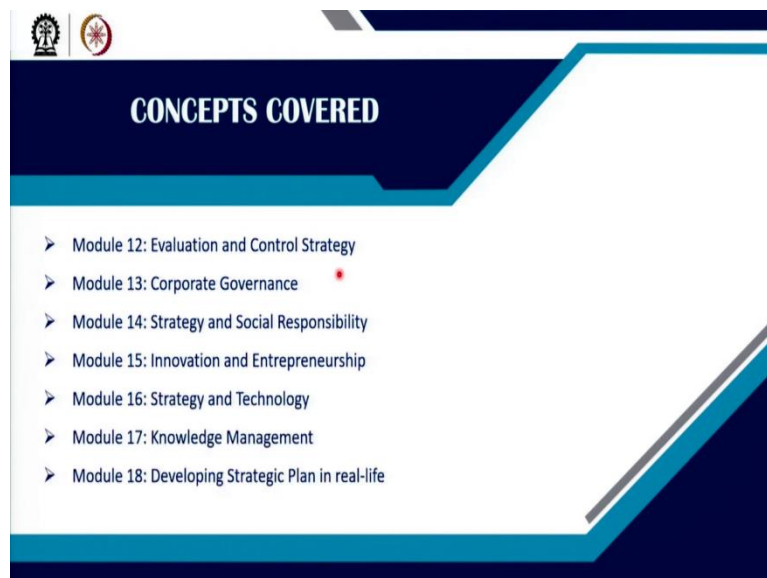 CONCEPTS COVERED
Module 12: Evaluation and Control Strategy
Module 13: Corporate Governance
Module 14: Strategy and Social Responsibility
Module 15: Innovation and Entrepreneurship
Module 16: Strategy and Technology
Module 17: Knowledge Management
Module 18: Developing Strategic Plan in real-life